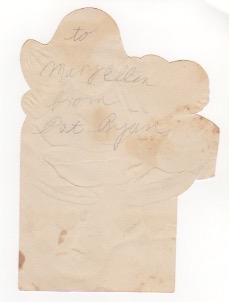 to
Mary Ellen
from
Pat Ryan